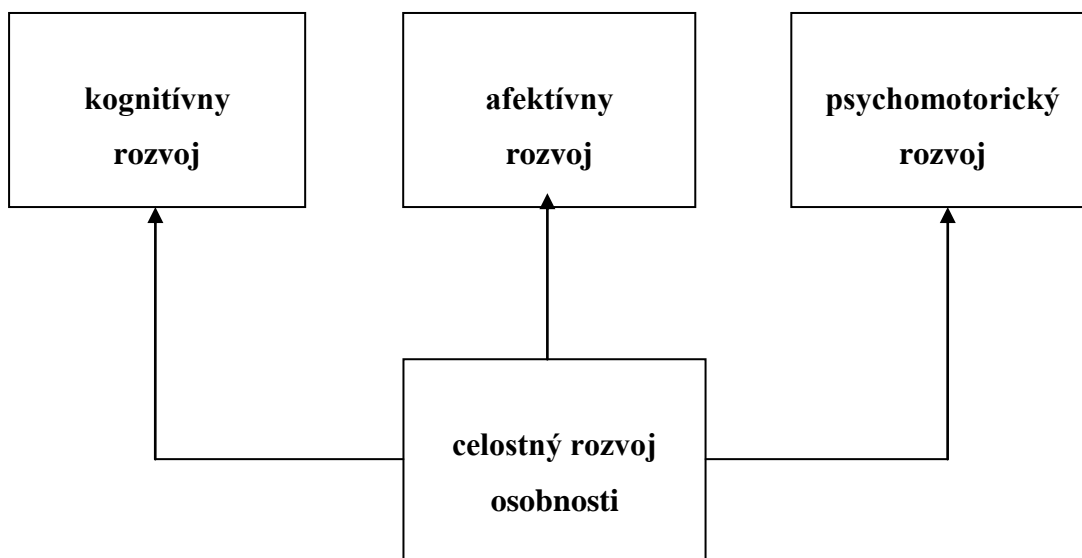 kognitívny
rozvoj
afektívny
rozvoj
psychomotorický
rozvoj
celostný rozvoj
osobnosti